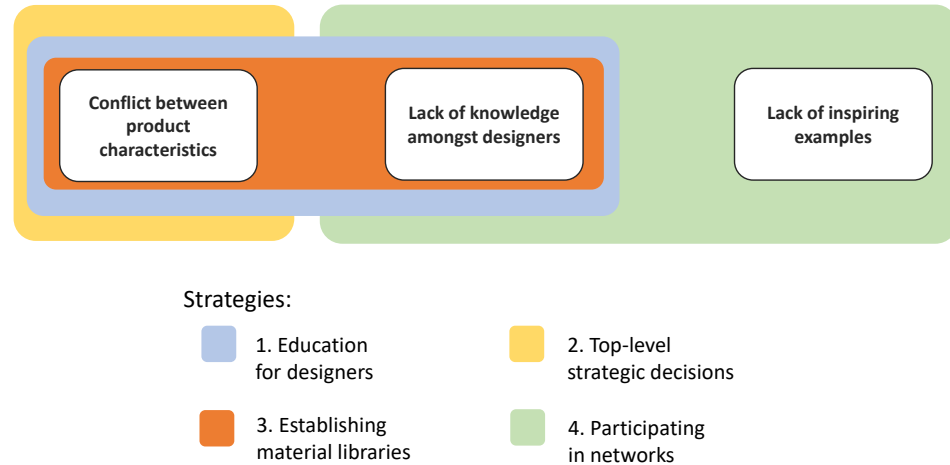 Conflict between
product
characteristics
Lack of knowledge
amongst designers
Lack of inspiring
examples
Strategies:
1. Education
for designers
2. Top-level
strategic decisions
3. Establishing
material libraries
4. Participating
in networks